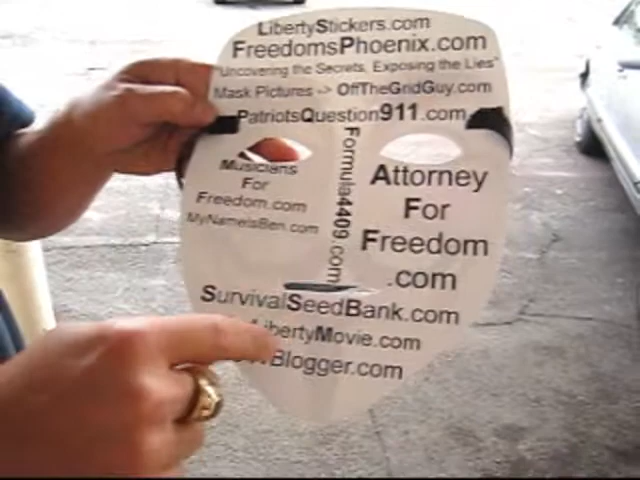 LibertyStickers.com
FreedomsPhoenix.com
"Uncovering the Secrets, Exposing the Lies"
Mask Pictures -> OffTheGridGuy.com
PatriotsQuestion911.com
Musicians
For
Freedom.com
MyNameIsBen.com
Formula4409.com
Attorney
For
Freedom
.com
SurvivalSeedBank.com
LibertyMovie.com
Blogger.com